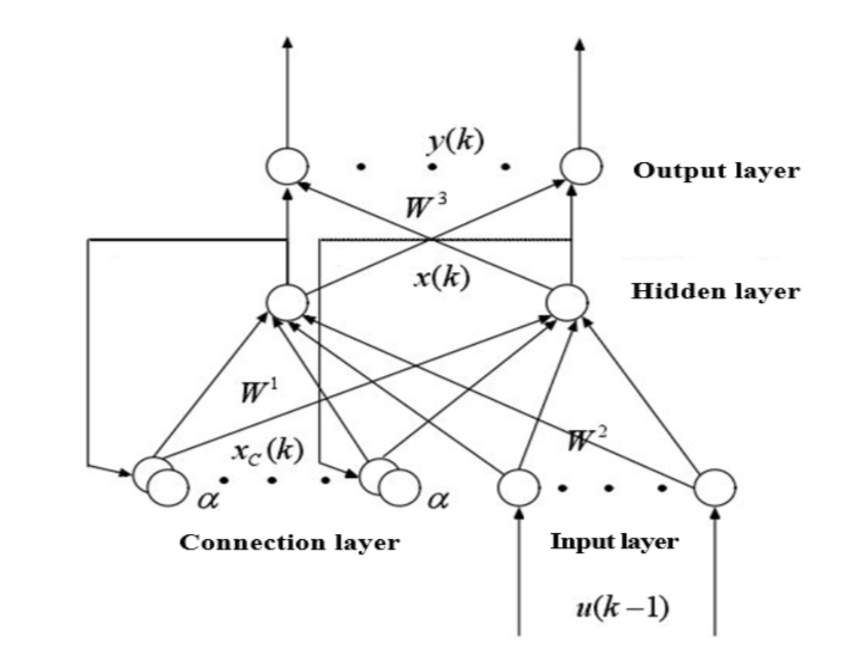 y(k)
Output layer
W³
x(k)
Hidden layer
W¹
W²
x_C(k)
α
α
Connection layer
Input layer
u(k–1)